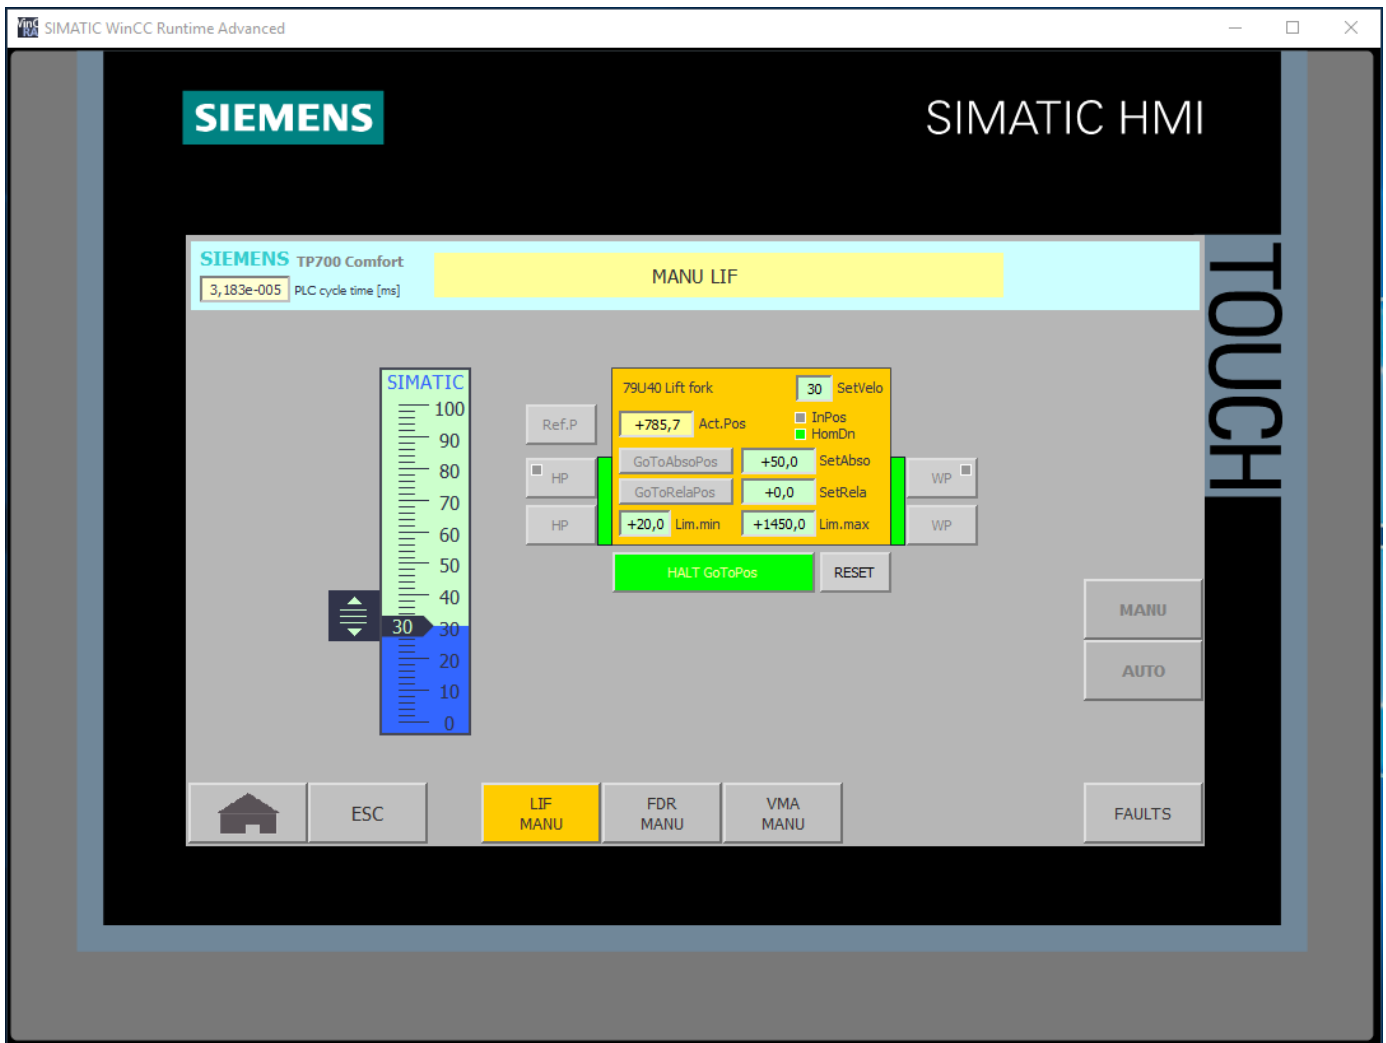 SIMATIC WinCC Runtime Advanced
SIEMENS
SIMATIC HMI
TOUCH
SIEMENS TP700 Comfort
3,183e-005 PLC cycle time [ms]
MANU LIF
SIMATIC
100
90
80
70
60
50
40
30 30
20
10
0
79U40 Lift fork 30 SetVelo
Ref.P +785,7 Act.Pos InPos
HomDn
GoToAbsoPos +50,0 SetAbso
HP WP
GoToRelaPos +0,0 SetRela
HP +20,0 Lim.min +1450,0 Lim.max WP
HALT GoToPos RESET
MANU
AUTO
ESC
LIF
MANU
FDR
MANU
VMA
MANU
FAULTS